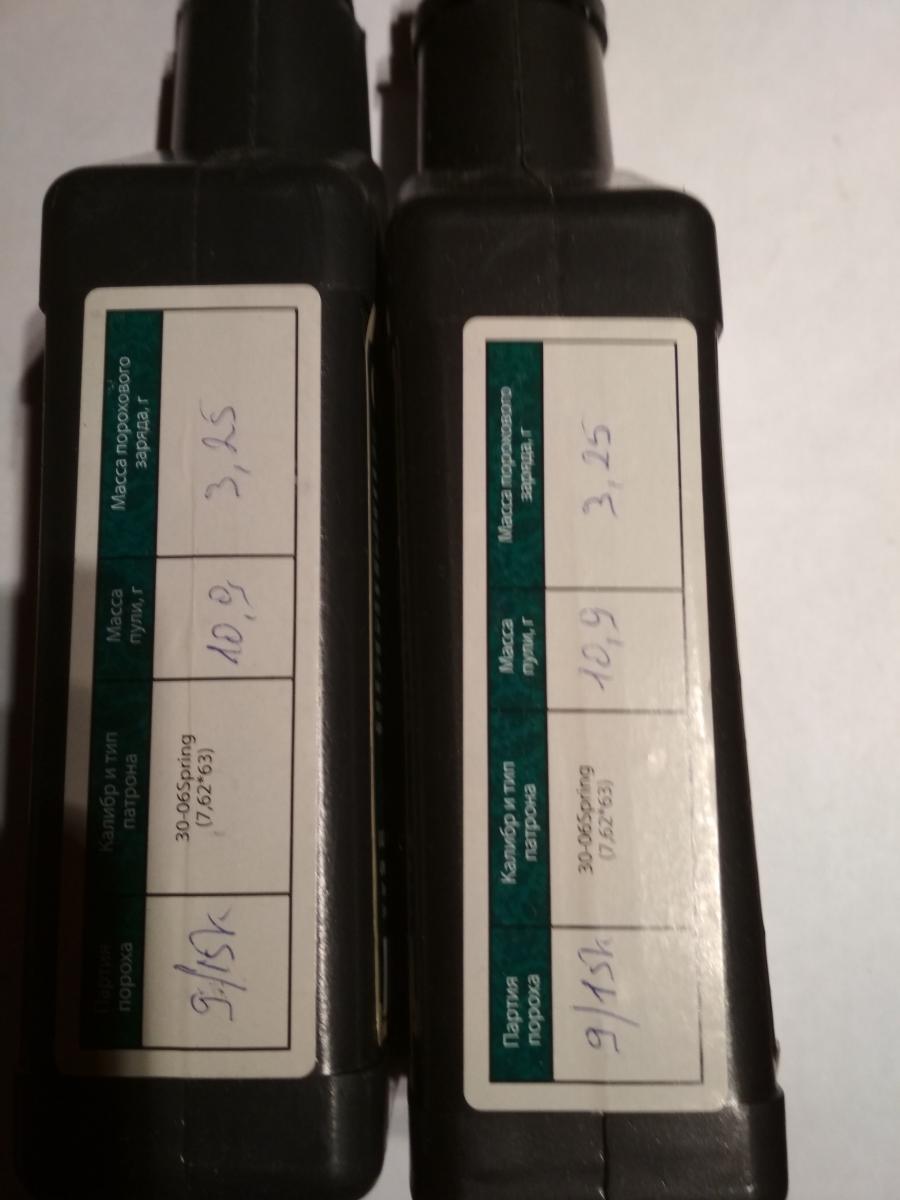 Партия
пороха
Калибр и тип
патрона
Масса
пули, г
Масса порохового
заряда, г
9/15к
30-06Spring
(7,62*63)
10,9
3,25
Партия
пороха
Калибр и тип
патрона
Масса
пули, г
Масса порохового
заряда, г
9/15к
30-06Spring
(7,62*63)
10,9
3,25